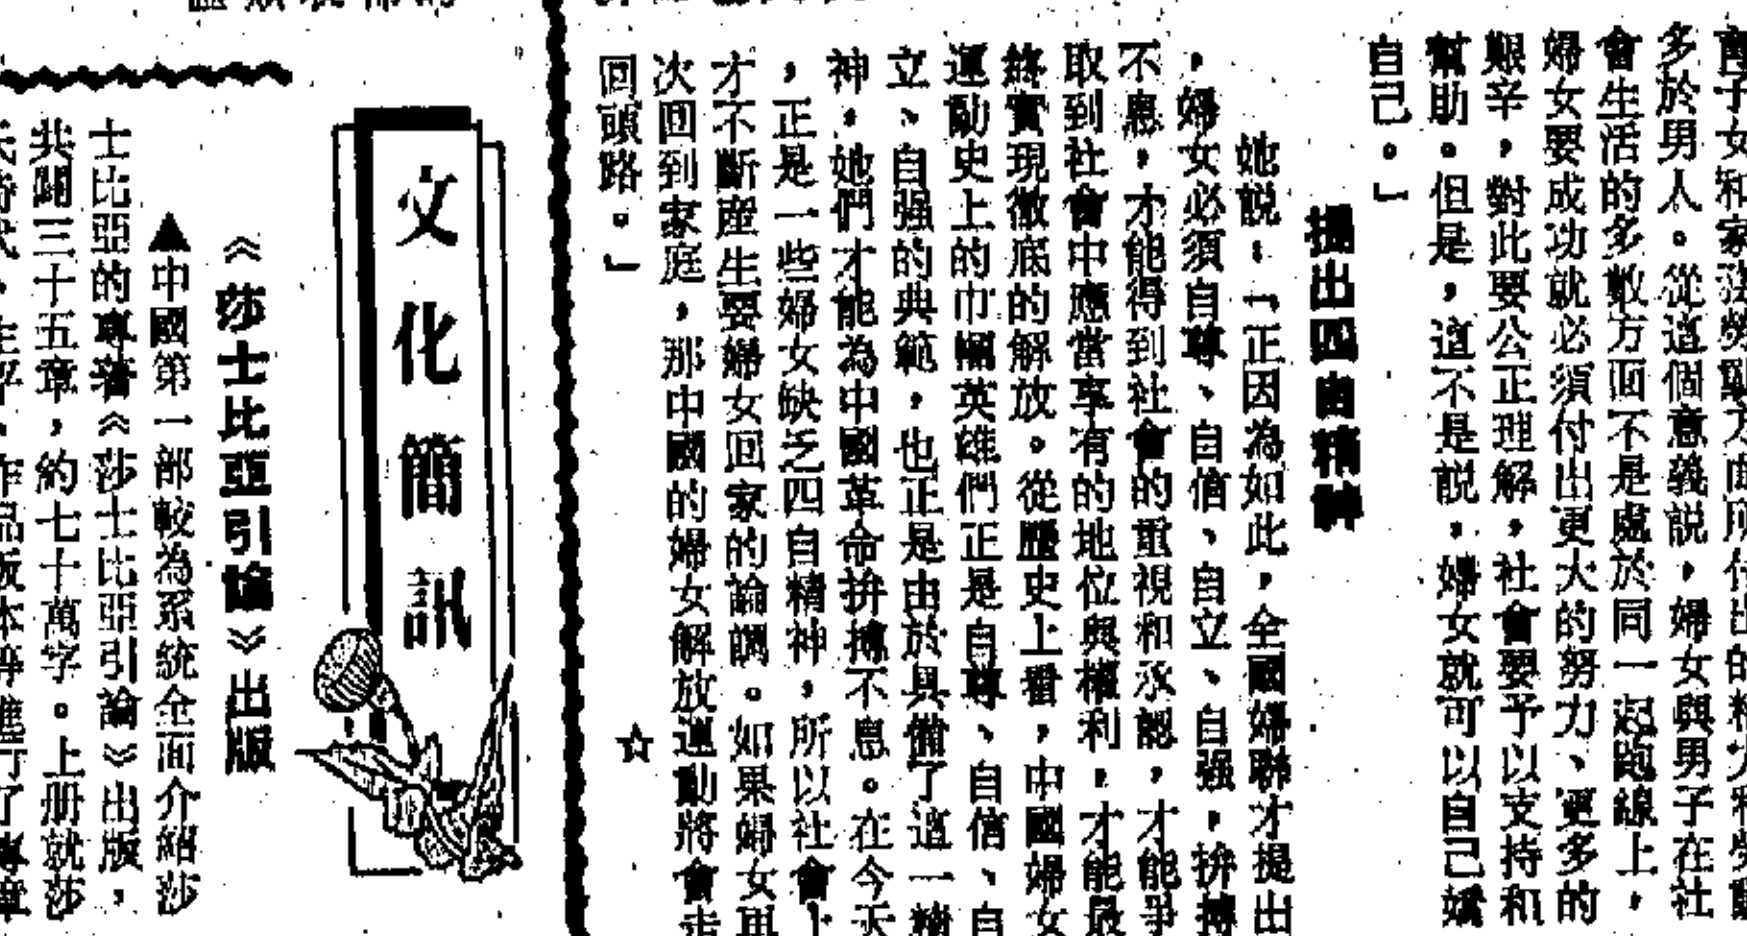 多於男人。從這個意義說，婦女與男子在社
會生活的多數方面不是處於同一起跑線上，
婦女要成功就必須付出更大的努力、更多的
艱辛，對此要公正理解，社會要予以支持和
幫助。但是，這不是說，婦女就可以自己嬌
自己。」
提出四自精神
她說：「正因為如此，全國婦聯才提出
，婦女必須自尊、自信、自立、自强，拚搏
不息，才能得到社會的重視和承認，才能爭
取到社會中應當享有的地位與權利，才能最
終實現徹底的解放。從歷史上看，中國婦女
運動史上的巾幗英雄們正是自尊、自信、自
立、自强的典範，也正是由於具備了這一精
神，她們才能為中國革命拚搏不息。在今天
，正是一些婦女缺乏四自精神，所以社會上
才不斷産生要婦女回家的論調。如果婦女再
次回到家庭，那中國的婦女解放運動將會走
回頭路。」 ☆
文化簡訊
《莎士比亞引論》出版
▲中國第一部較為系統全面介紹莎
士比亞的專著《莎士比亞引論》出版，
共闢三十五章，約七十萬字。上册就莎